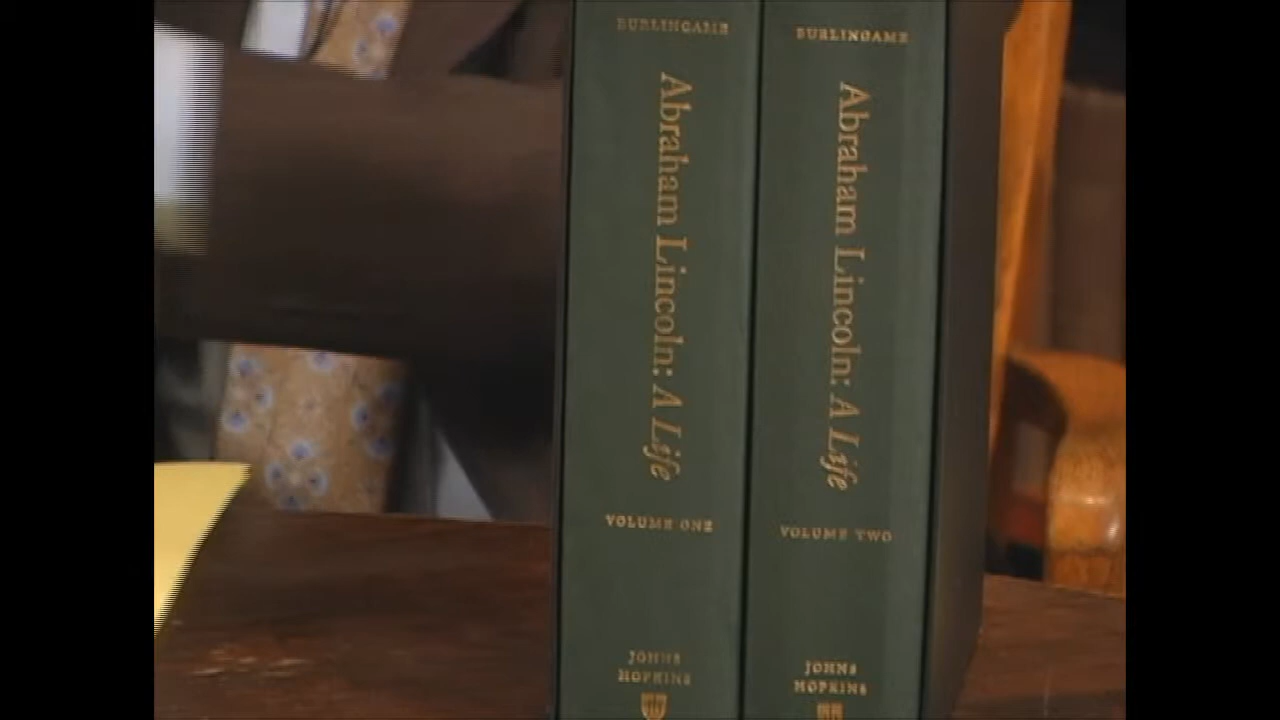 BURLINGAME
Abraham Lincoln: A Life
VOLUME ONE
JOHNS
HOPKINS
BURLINGAME
Abraham Lincoln: A Life
VOLUME TWO
JOHNS
HOPKINS